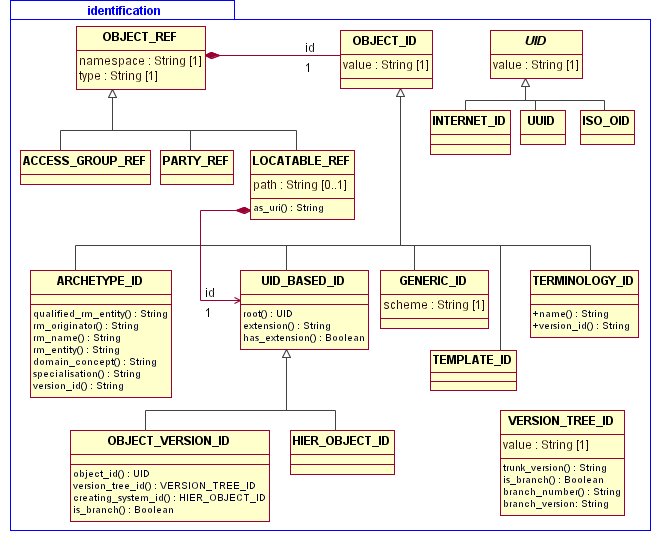 identification
OBJECT_REF
namespace : String [1]
type : String [1]
id
1
OBJECT_ID
value : String [1]
UID
value : String [1]
INTERNET_ID
UUID
ISO_OID
ACCESS_GROUP_REF
PARTY_REF
LOCATABLE_REF
path : String [0..1]
as_uri() : String
id
1
ARCHETYPE_ID
qualified_rm_entity() : String
rm_originator() : String
rm_name() : String
rm_entity() : String
domain_concept() : String
specialisation() : String
version_id() : String
UID_BASED_ID
root() : UID
extension() : String
has_extension() : Boolean
GENERIC_ID
scheme : String [1]
TERMINOLOGY_ID
+name() : String
+version_id() : String
TEMPLATE_ID
OBJECT_VERSION_ID
object_id() : UID
version_tree_id() : VERSION_TREE_ID
creating_system_id() : HIER_OBJECT_ID
is_branch() : Boolean
HIER_OBJECT_ID
VERSION_TREE_ID
value : String [1]
trunk_version() : String
is_branch() : Boolean
branch_number() : String
branch_version: String